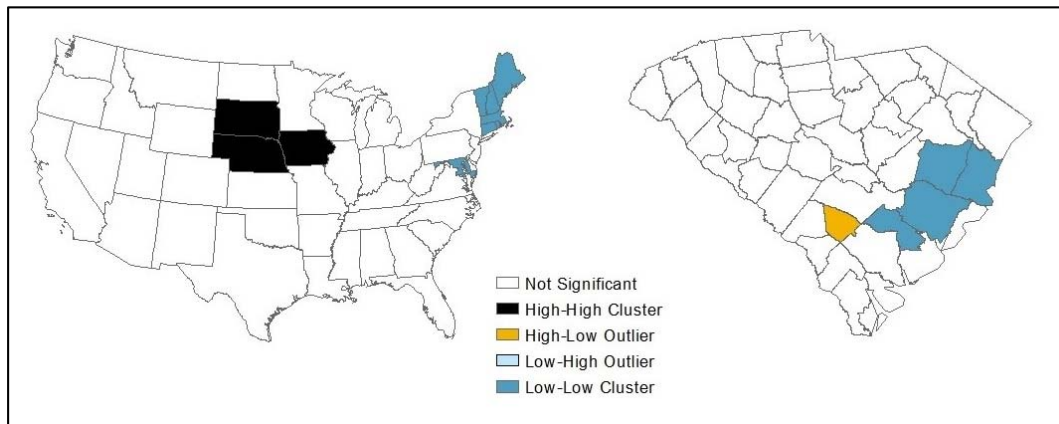 Not Significant
High-High Cluster
High-Low Outlier
Low-High Outlier
Low-Low Cluster